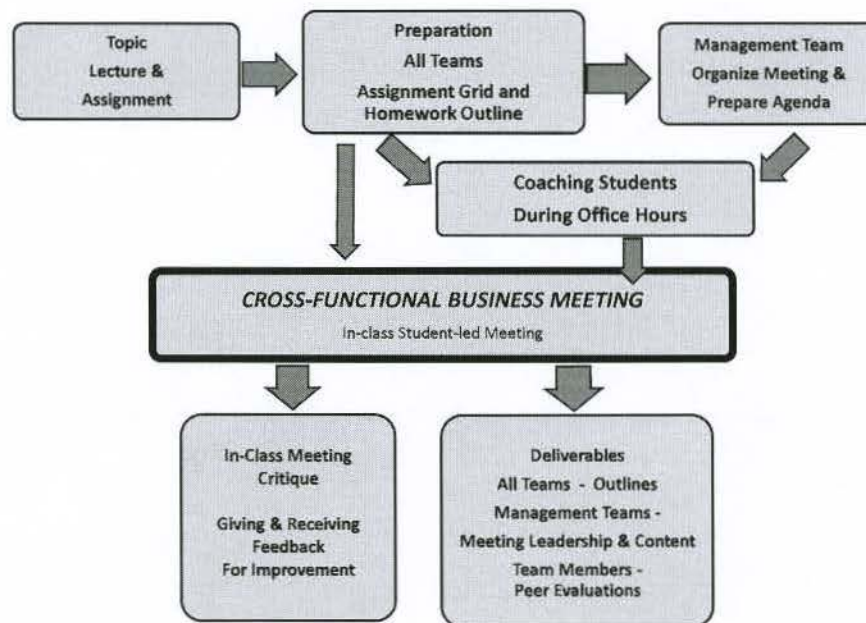 Topic
Lecture &
Assignment
Preparation
All Teams
Assignment Grid and
Homework Outline
Management Team
Organize Meeting &
Prepare Agenda
Coaching Students
During Office Hours
CROSS-FUNCTIONAL BUSINESS MEETING
In-class Student-led Meeting
In-Class Meeting
Critique
Giving & Receiving
Feedback
For Improvement
Deliverables
All Teams - Outlines
Management Teams -
Meeting Leadership & Content
Team Members -
Peer Evaluations